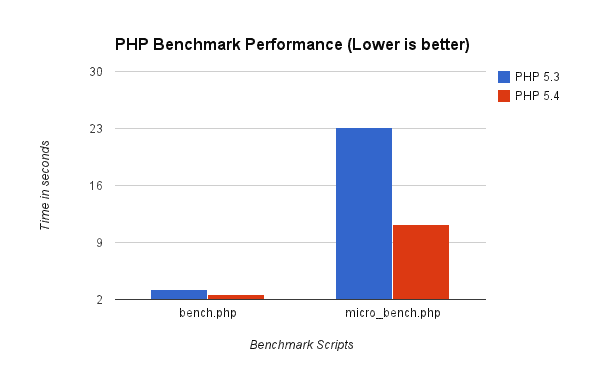 PHP Benchmark Performance (Lower is better)
30
23
16
9
2
Time in seconds
PHP 5.3
PHP 5.4
bench.php
micro_bench.php
Benchmark Scripts